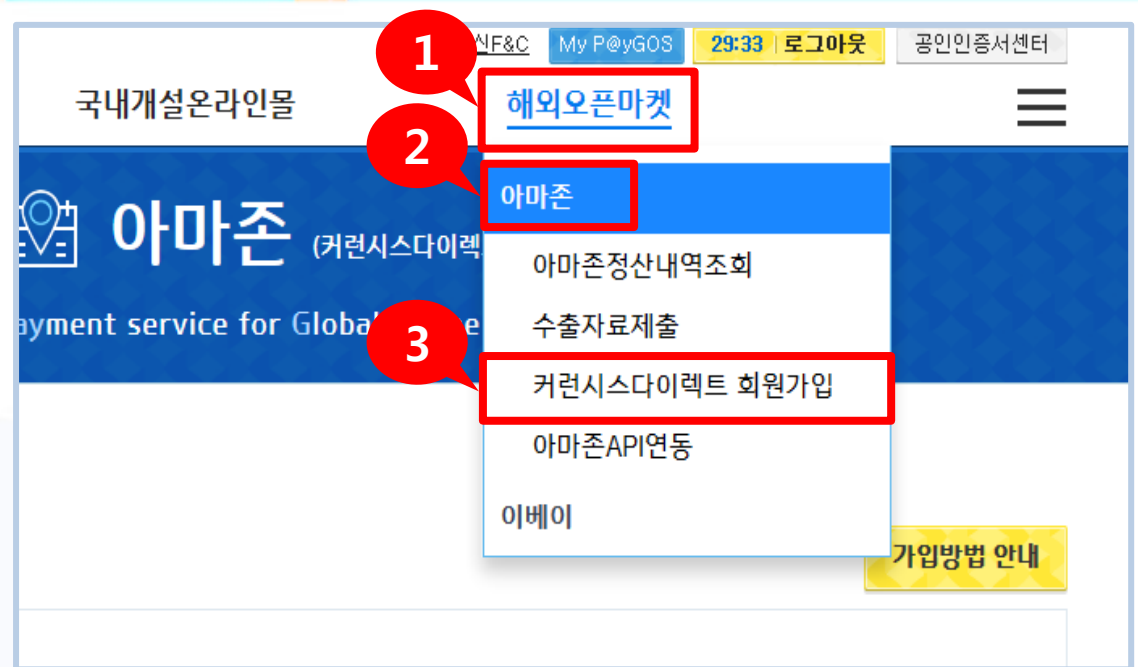 신F&C My P@yGOS 29:33 로그아웃 공인인증서센터
1
국내개설온라인몰 해외오픈마켓
2
아마존
아마존 (커런시스다이렉
아마존정산내역조회
ayment service for Globa
수출자료제출
3
커런시스다이렉트 회원가입
아마존API연동
이베이
가입방법 안내